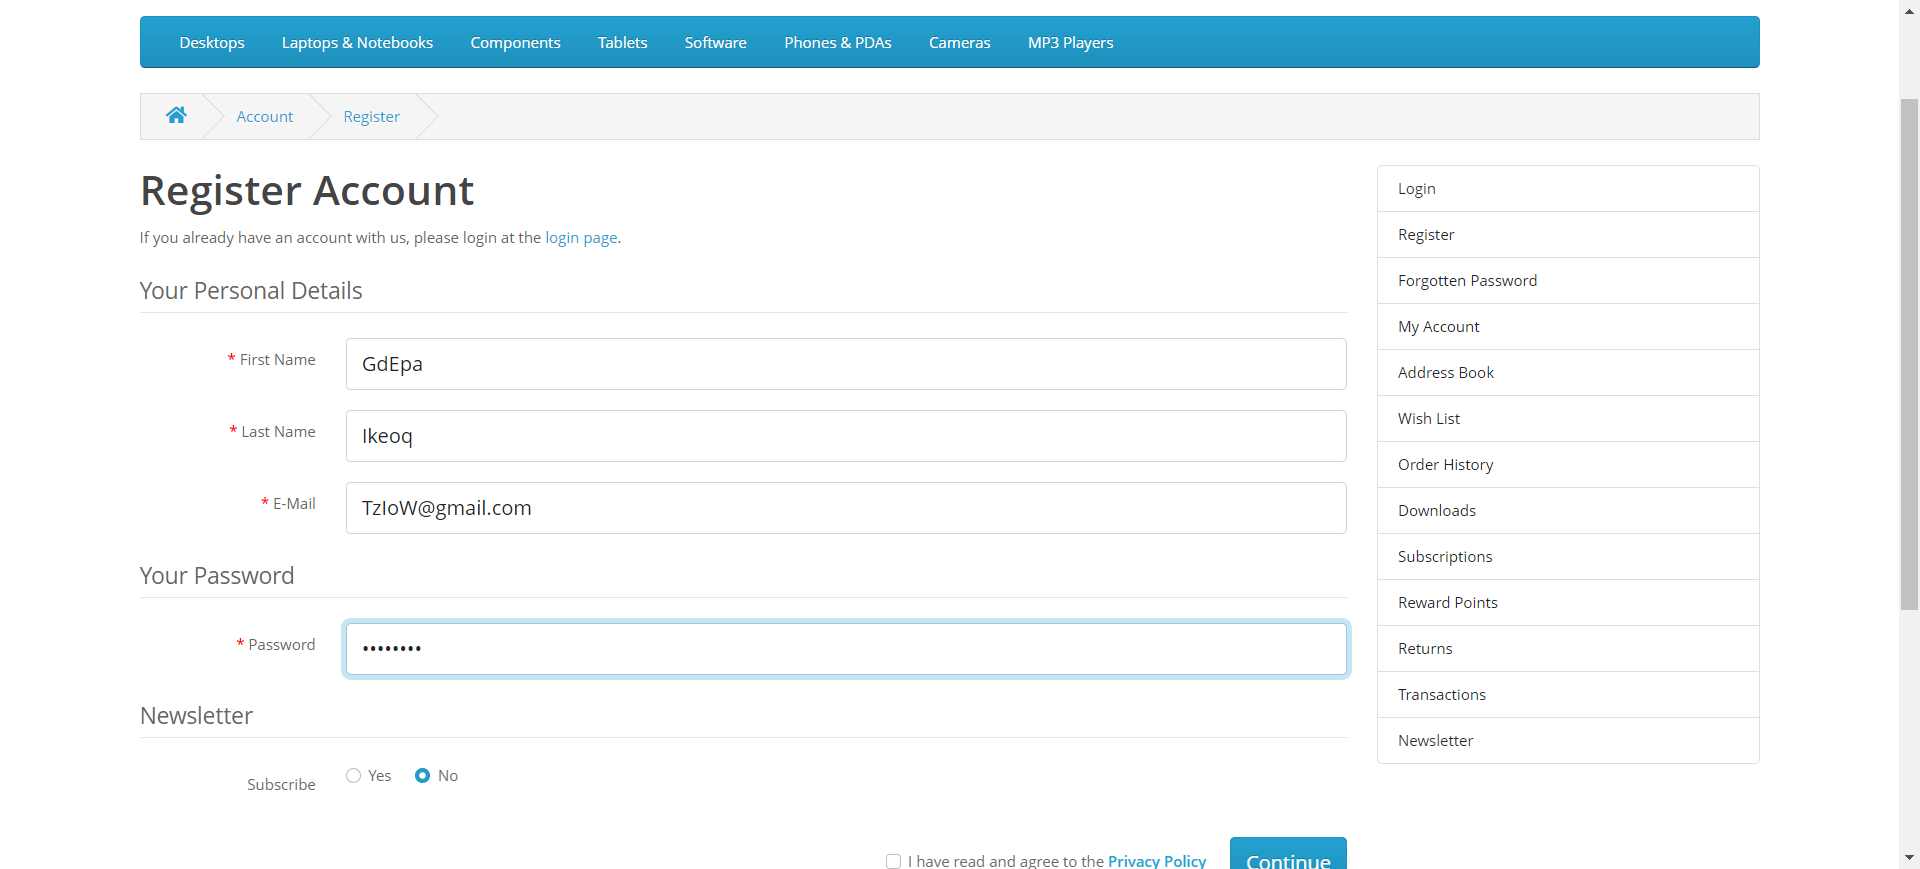 Desktops Laptops & Notebooks Components Tablets Software Phones & PDAs Cameras MP3 Players
Account Register
Register Account
If you already have an account with us, please login at the login page.
Your Personal Details
* First Name GdEpa
* Last Name Ikeoq
* E-Mail TzIoW@gmail.com
Your Password
* Password ••••••••
Newsletter
Subscribe Yes No
I have read and agree to the Privacy Policy Continue
Login
Register
Forgotten Password
My Account
Address Book
Wish List
Order History
Downloads
Subscriptions
Reward Points
Returns
Transactions
Newsletter